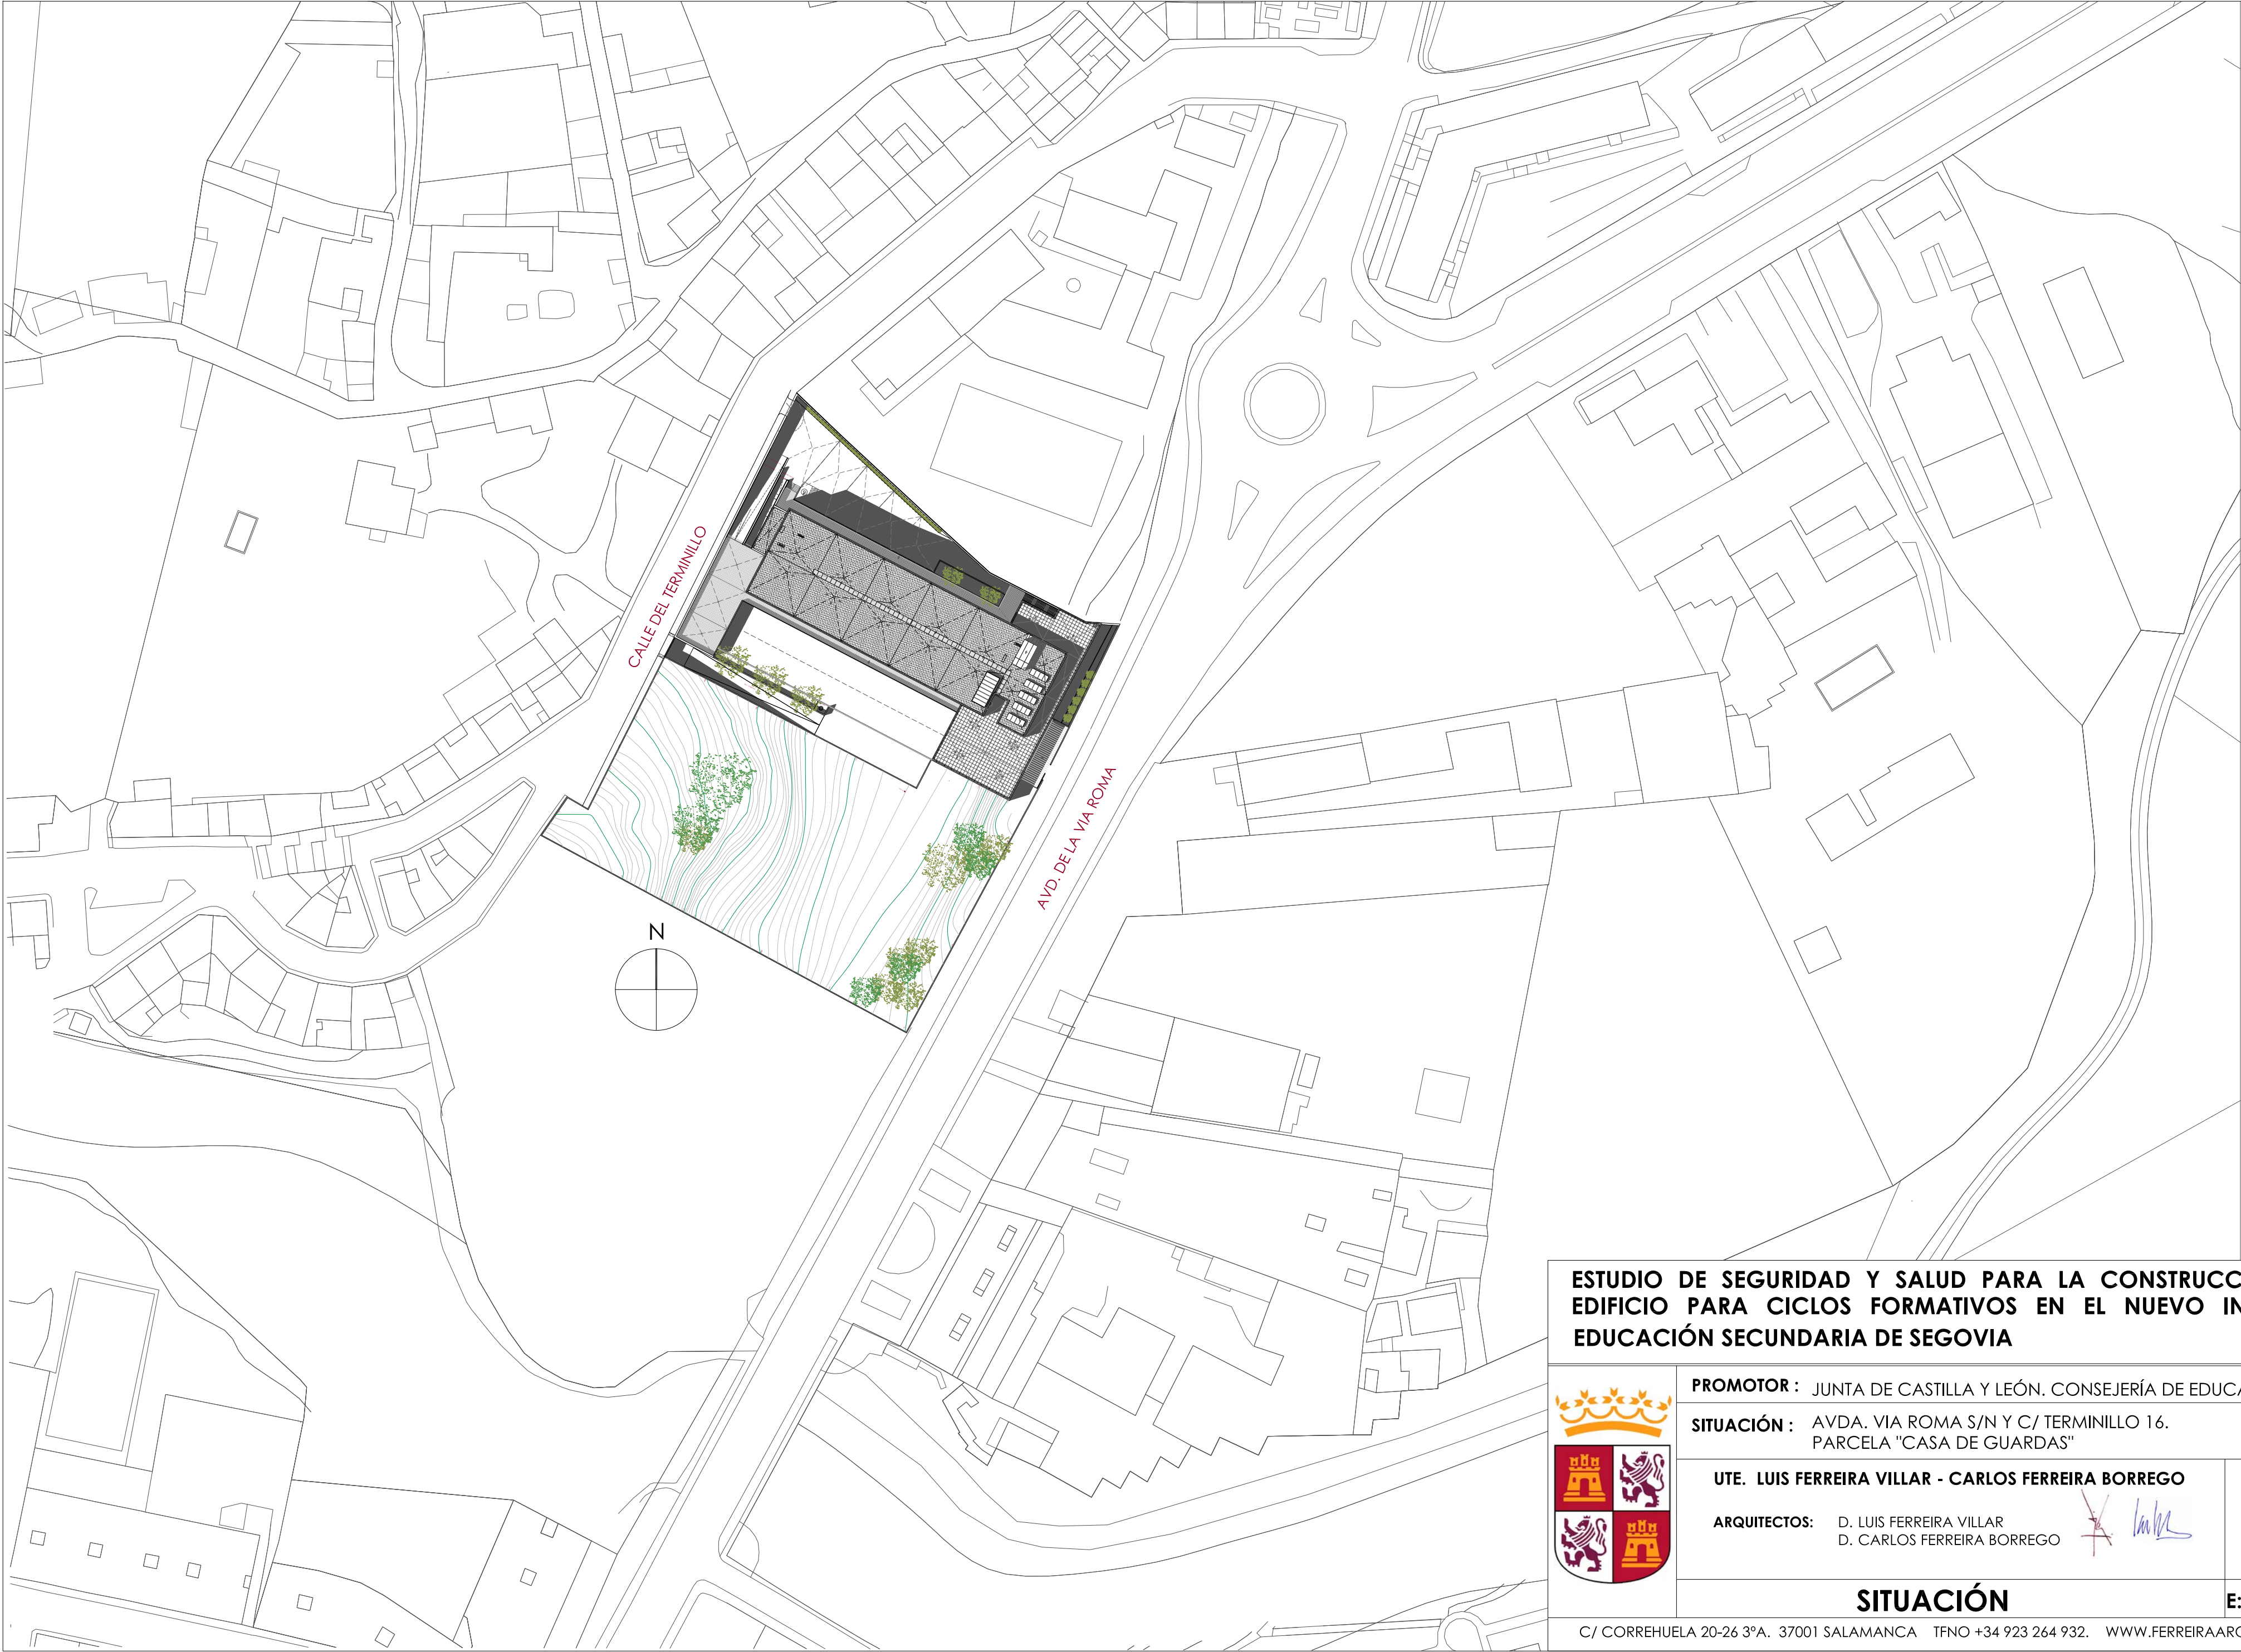 CALLE DEL TERMINILLO
AVD. DE LA VIA ROMA
N
ESTUDIO DE SEGURIDAD Y SALUD PARA LA CONSTRUCC
EDIFICIO PARA CICLOS FORMATIVOS EN EL NUEVO IN
EDUCACIÓN SECUNDARIA DE SEGOVIA
PROMOTOR : JUNTA DE CASTILLA Y LEÓN. CONSEJERÍA DE EDUCA
SITUACIÓN : AVDA. VIA ROMA S/N Y C/ TERMINILLO 16.
PARCELA "CASA DE GUARDAS"
UTE. LUIS FERREIRA VILLAR - CARLOS FERREIRA BORREGO
ARQUITECTOS: D. LUIS FERREIRA VILLAR
D. CARLOS FERREIRA BORREGO
SITUACIÓN E:
C/ CORREHUELA 20-26 3ºA. 37001 SALAMANCA TFNO +34 923 264 932. WWW.FERREIRAARQ